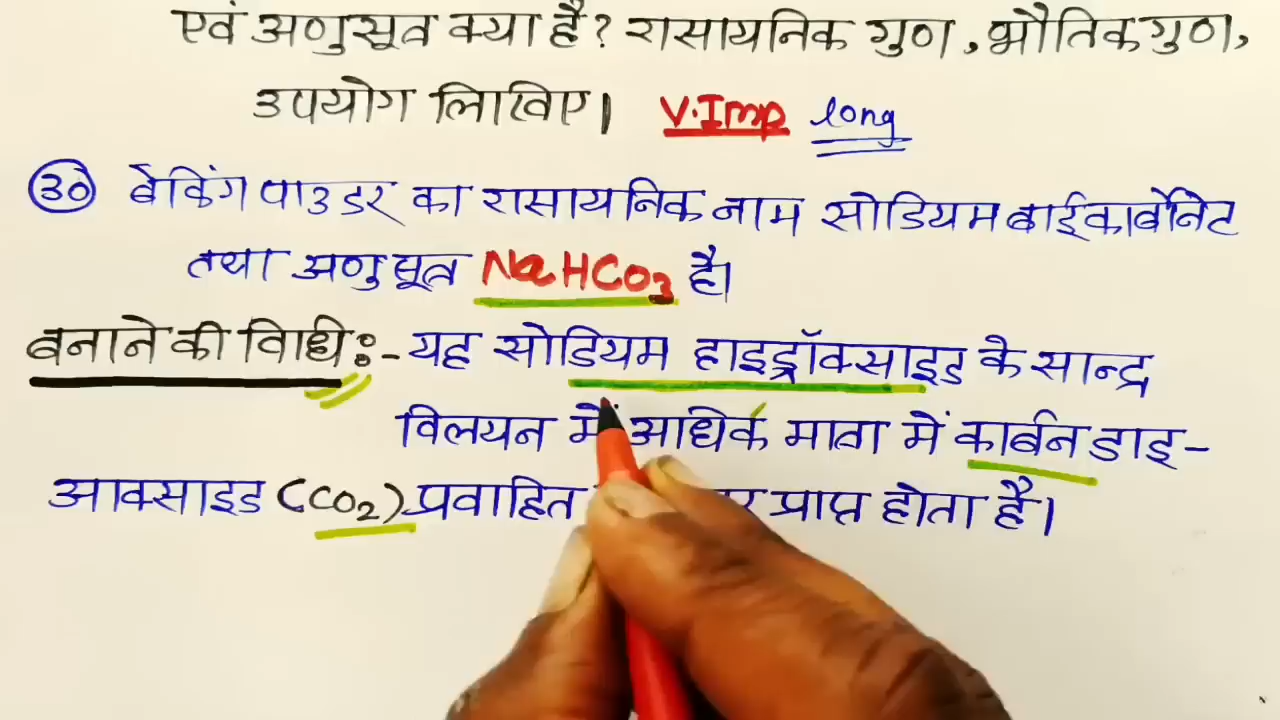 एवं अणुसूत्र क्या है? रासायनिक गुण, भौतिक गुण,
उपयोग लिखिए। V.Imp long
उ० बेकिंग पाउडर का रासायनिक नाम सोडियम बाईकार्बोनेट
तथा अणुसूत्र NaHCO3 है।
बनाने की विधि :- यह सोडियम हाइड्रॉक्साइड के सान्द्र
विलयन में अधिक मात्रा में कार्बन डाइ-
आक्साइड (CO2) प्रवाहित प्राप्त होता है।